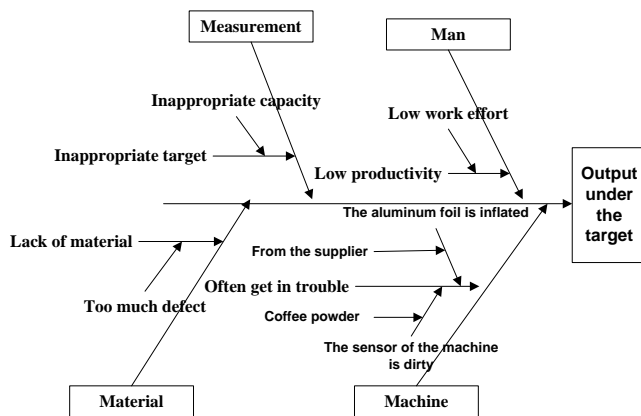 Measurement
Man
Inappropriate capacity
Low work effort
Inappropriate target
Low productivity
Output
under
the
target
The aluminum foil is inflated
Lack of material
From the supplier
Too much defect
Often get in trouble
Coffee powder
The sensor of the machine
is dirty
Material
Machine